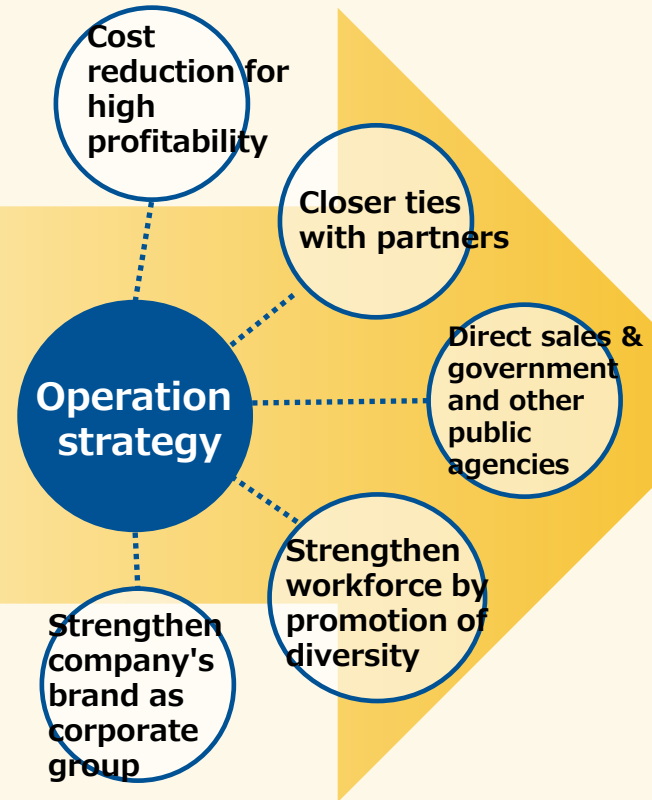 Cost
reduction for
high
profitability
Closer ties
with partners
Direct sales &
government
and other
public
agencies
Operation
strategy
Strengthen
workforce by
promotion of
diversity
Strengthen
company's
brand as
corporate
group